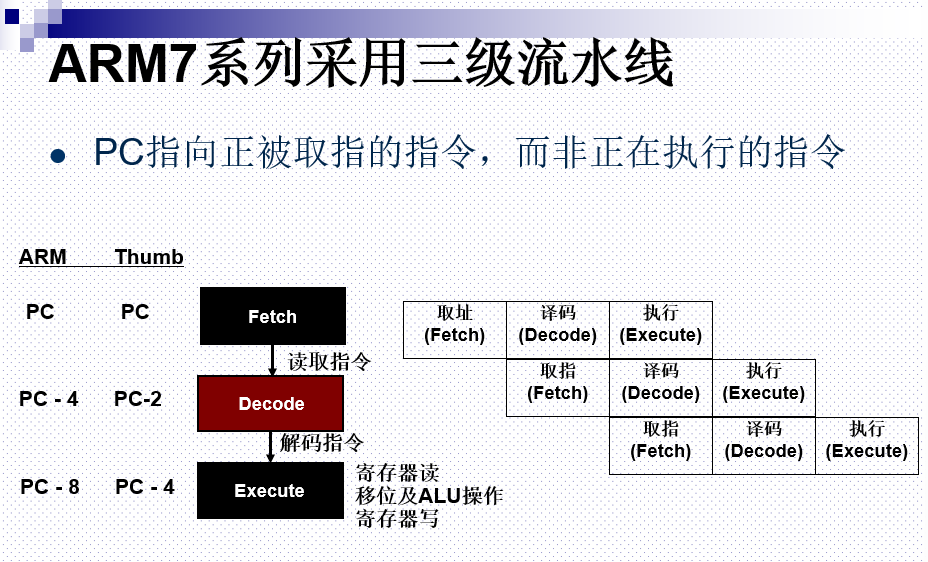 ARM7系列采用三级流水线
● PC指向正被取指的指令，而非正在执行的指令
ARM Thumb
PC PC Fetch
读取指令
PC - 4 PC-2 Decode
解码指令
PC - 8 PC - 4 Execute
寄存器读
移位及ALU操作
寄存器写
取址 译码 执行
(Fetch) (Decode) (Execute)
取指 译码 执行
(Fetch) (Decode) (Execute)
取指 译码 执行
(Fetch) (Decode) (Execute)